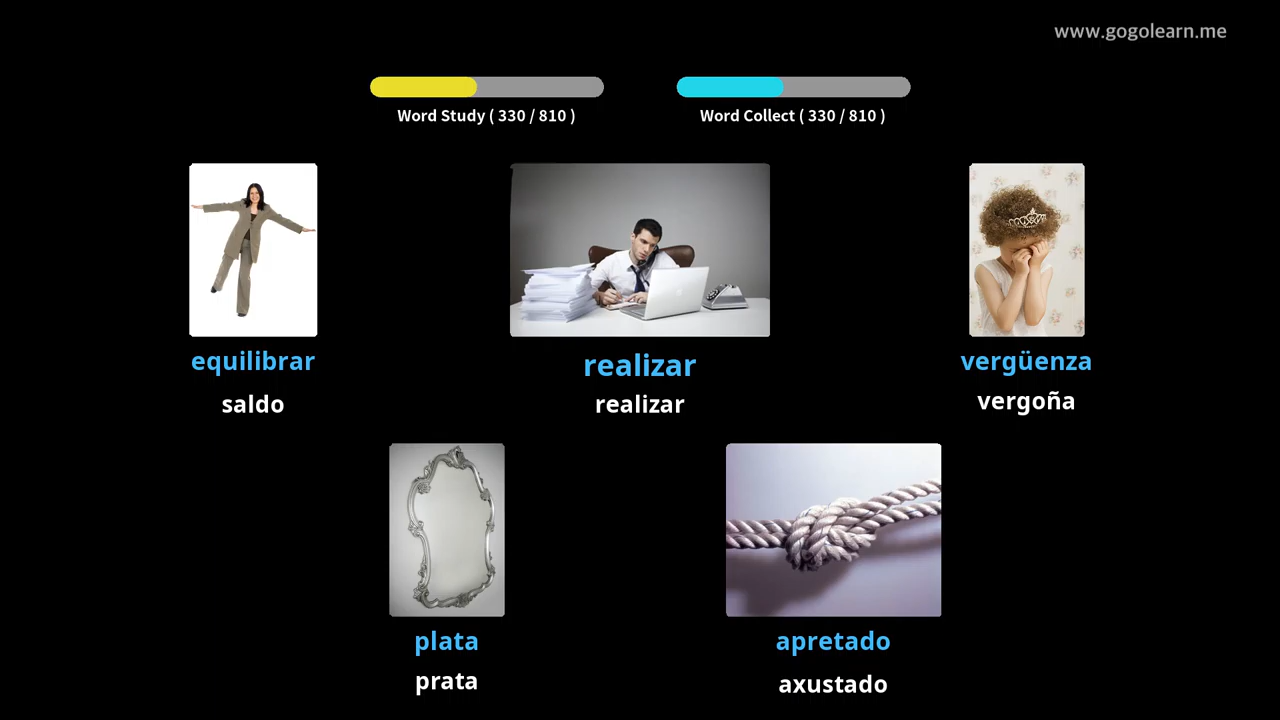 www.gogolearn.me
Word Study ( 330 / 810 )
Word Collect ( 330 / 810 )
equilibrar
saldo
realizar
realizar
vergüenza
vergoña
plata
prata
apretado
axustado